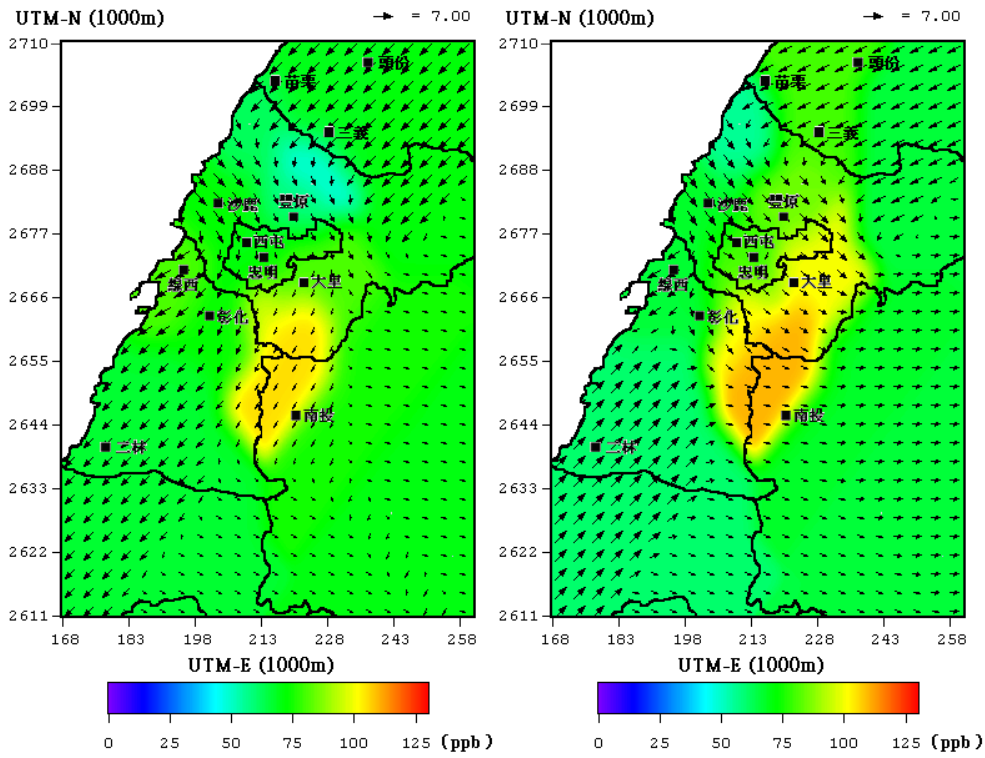 UTM-N (1000m)
= 7.00
2710
2699
2688
2677
2666
2655
2644
2633
2622
2611
頭份
苗栗
三義
沙鹿
豐原
西屯
忠明
線西
大里
彰化
南投
二林
168 183 198 213 228 243 258
UTM-E (1000m)
0 25 50 75 100 125 (ppb)
UTM-N (1000m)
= 7.00
2710
2699
2688
2677
2666
2655
2644
2633
2622
2611
頭份
苗栗
三義
沙鹿
豐原
西屯
忠明
線西
大里
彰化
南投
二林
168 183 198 213 228 243 258
UTM-E (1000m)
0 25 50 75 100 125 (ppb)